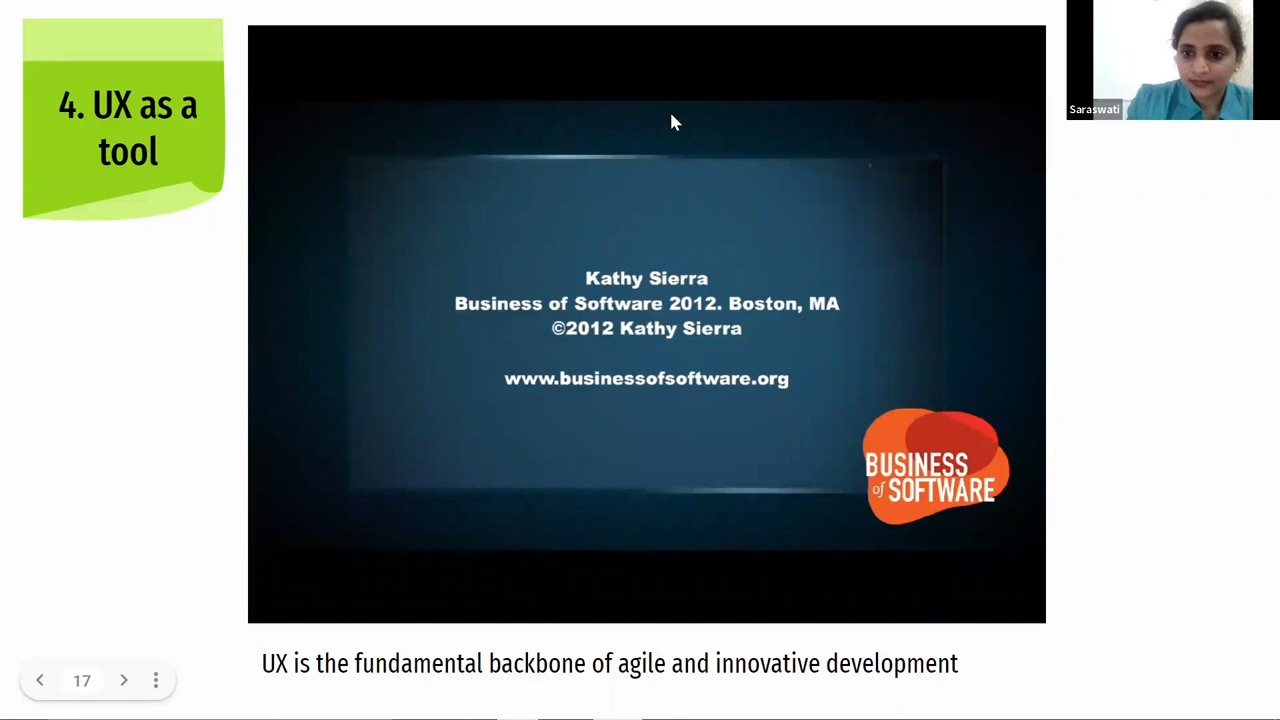 4. UX as a
tool
Kathy Sierra
Business of Software 2012. Boston, MA
©2012 Kathy Sierra
www.businessofsoftware.org
BUSINESS
of SOFTWARE
Saraswati
UX is the fundamental backbone of agile and innovative development
17